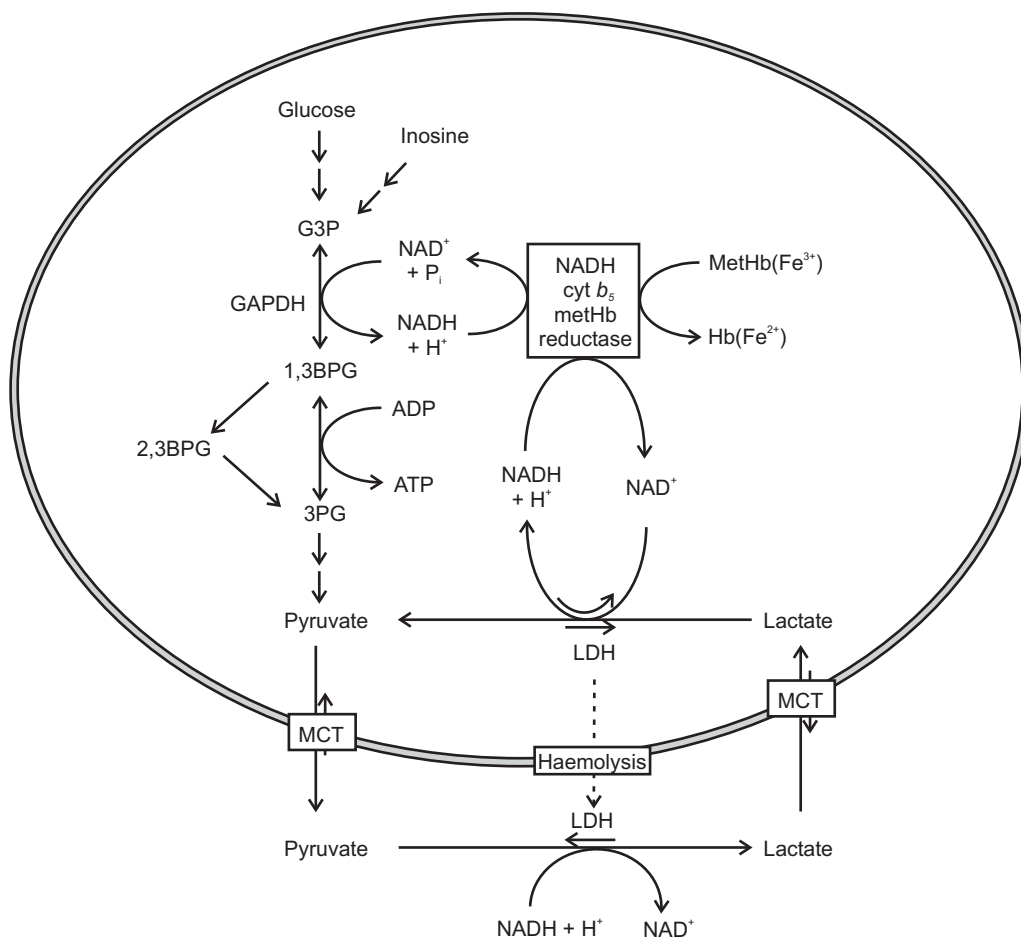 Glucose
Inosine
G3P
NAD⁺
+ Pᵢ
GAPDH
NADH
+ H⁺
NADH
cyt b₅
metHb
reductase
MetHb(Fe³⁺)
Hb(Fe²⁺)
1,3BPG
ADP
2,3BPG
ATP
3PG
NADH
+ H⁺
NAD⁺
Pyruvate
Lactate
LDH
MCT
MCT
Haemolysis
LDH
Pyruvate
Lactate
NADH + H⁺
NAD⁺